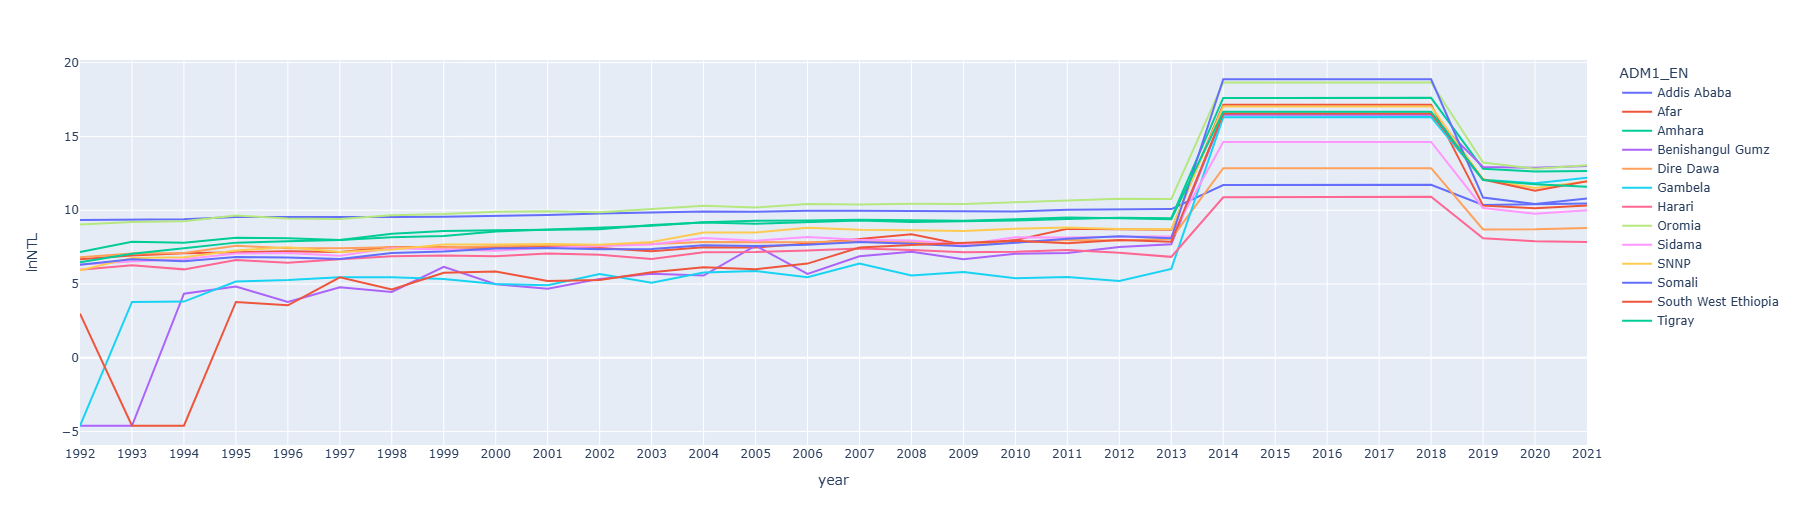 20
15
10
5
0
−5
lnNTL
1992 1993 1994 1995 1996 1997 1998 1999 2000 2001 2002 2003 2004 2005 2006 2007 2008 2009 2010 2011 2012 2013 2014 2015 2016 2017 2018 2019 2020 2021
year
ADM1_EN
Addis Ababa
Afar
Amhara
Benishangul Gumz
Dire Dawa
Gambela
Harari
Oromia
Sidama
SNNP
Somali
South West Ethiopia
Tigray